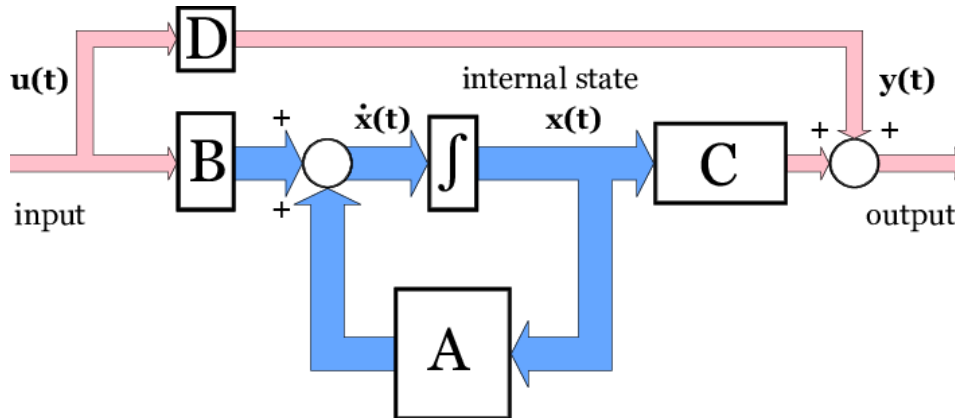 D
u(t)
internal state
y(t)
+
ẋ(t)
x(t)
+
+
B
∫
C
+
input
output
A